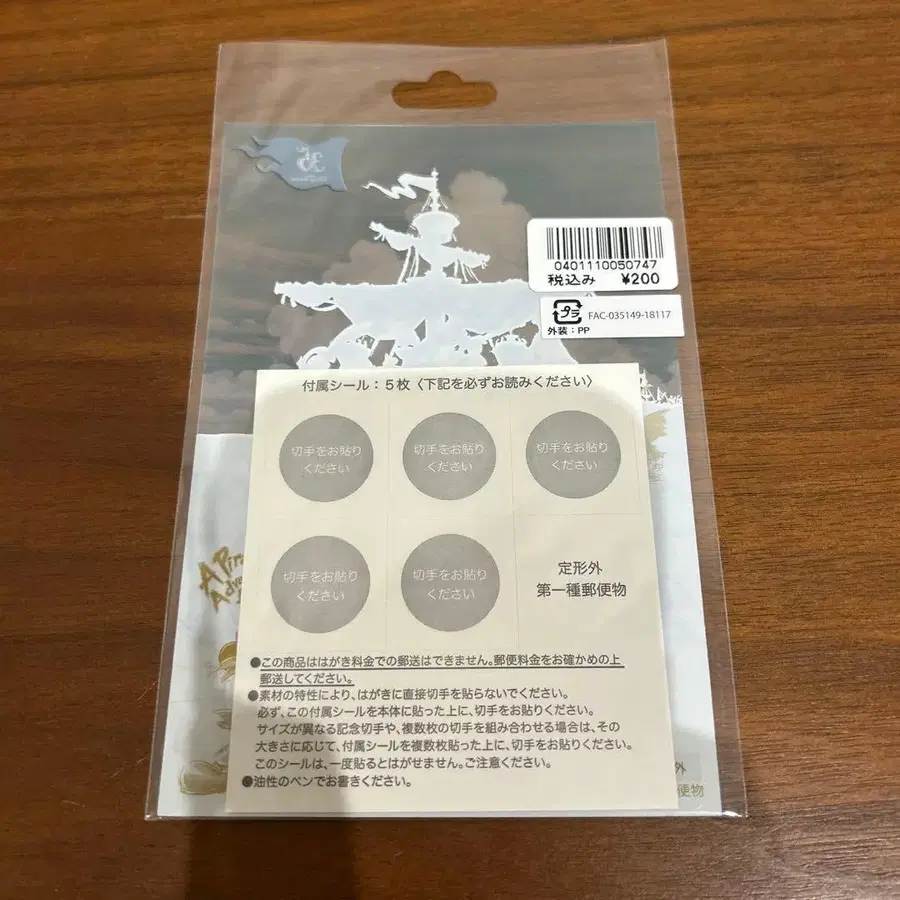 35
0401110050747
税込み ¥200
プラ
FAC-035149-18117
外装：PP
付属シール：5枚〈下記を必ずお読みください〉
切手をお貼り
ください
切手をお貼り
ください
切手をお貼り
ください
切手をお貼り
ください
切手をお貼り
ください
定形外
第一種郵便物
●この商品ははがき料金での郵送はできません。郵便料金をお確かめの上
郵送してください。
●素材の特性により、はがきに直接切手を貼らないでください。
必ず、この付属シールを本体に貼った上に、切手をお貼りください。
サイズが異なる記念切手や、複数枚の切手を組み合わせる場合は、その
大きさに応じて、付属シールを複数枚貼った上に、切手をお貼りください。
このシールは、一度貼るとはがせません。ご注意ください。
●油性のペンでお書きください。
外
便物